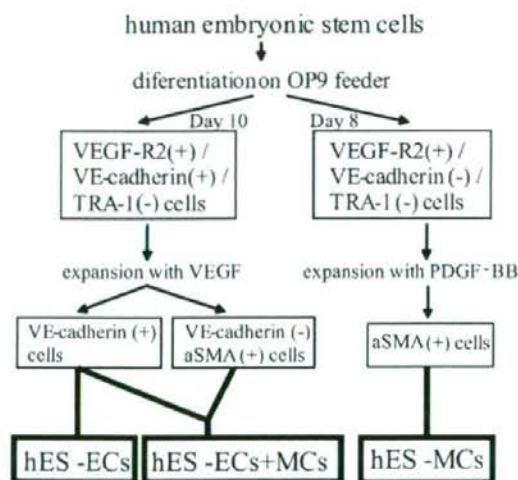 human embryonic stem cells
diferentiation on OP9 feeder
Day 10
Day 8
VEGF-R2(+) /
VE-cadherin(+) /
TRA-1(-) cells
VEGF-R2(+) /
VE-cadherin (-) /
TRA-1(-) cells
expansion with VEGF
expansion with PDGF-BB
VE-cadherin (+)
cells
VE-cadherin (-)
aSMA(+) cells
aSMA(+) cells
hES -ECs
hES -ECs+MCs
hES -MCs